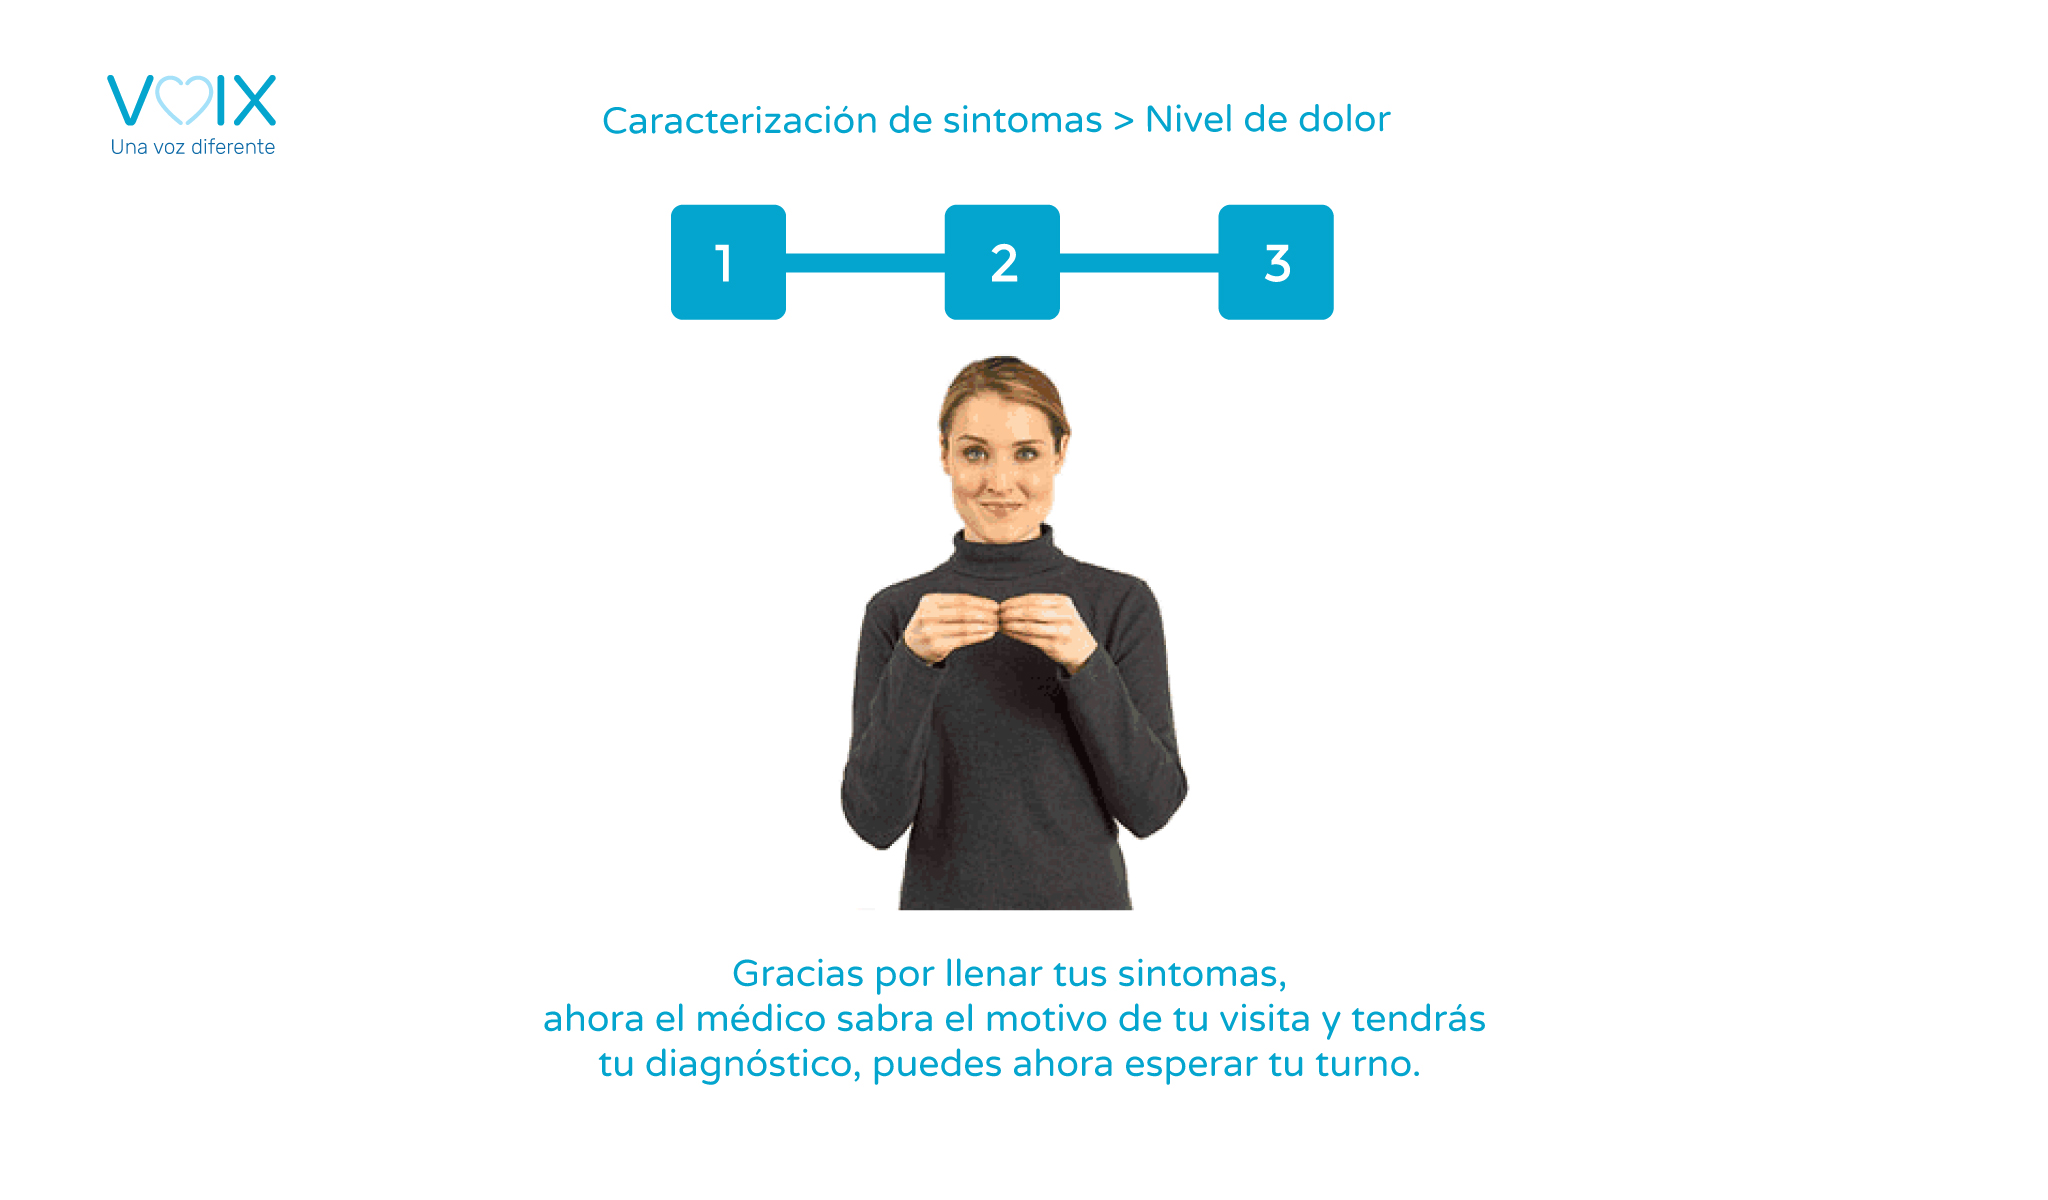 VOIX
Una voz diferente
Caracterización de sintomas > Nivel de dolor
1 2 3
Gracias por llenar tus sintomas,
ahora el médico sabra el motivo de tu visita y tendrás
tu diagnóstico, puedes ahora esperar tu turno.